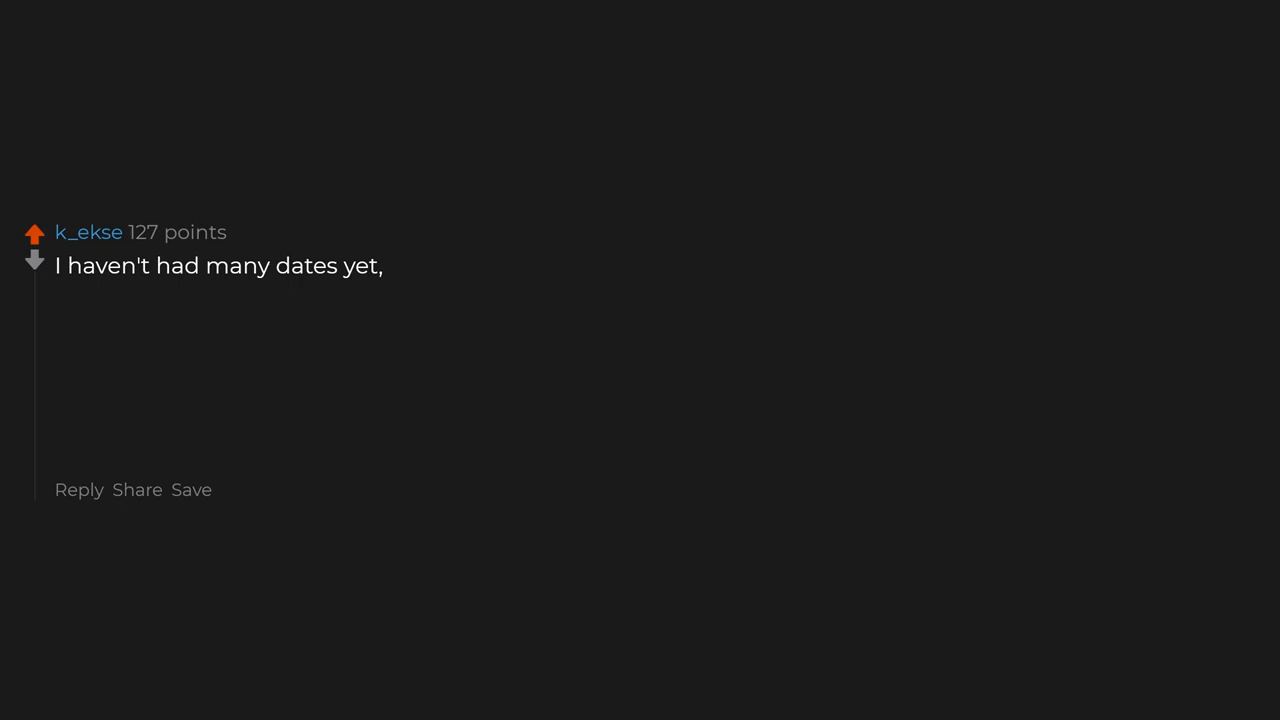 k_ekse 127 points
I haven't had many dates yet,
Reply Share Save